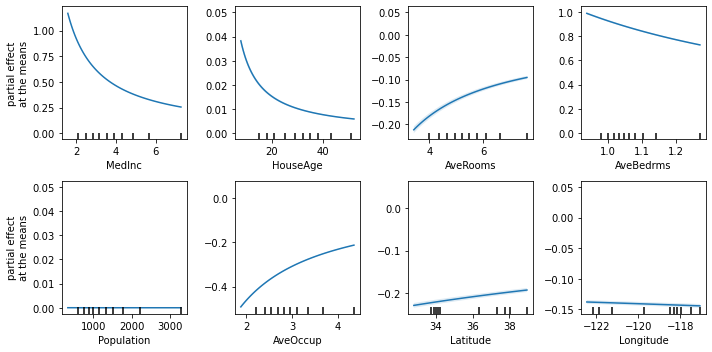 partial effect
at the means
1.00
0.75
0.50
0.25
0.00
2 4 6
MedInc
0.05
0.04
0.03
0.02
0.01
0.00
20 40
HouseAge
0.05
0.00
−0.05
−0.10
−0.15
−0.20
4 6
AveRooms
1.0
0.8
0.6
0.4
0.2
0.0
1.0 1.1 1.2
AveBedrms
partial effect
at the means
0.05
0.04
0.03
0.02
0.01
0.00
1000 2000 3000
Population
0.0
−0.2
−0.4
2 3 4
AveOccup
0.0
−0.1
−0.2
34 36 38
Latitude
0.05
0.00
−0.05
−0.10
−0.15
−122 −120 −118
Longitude